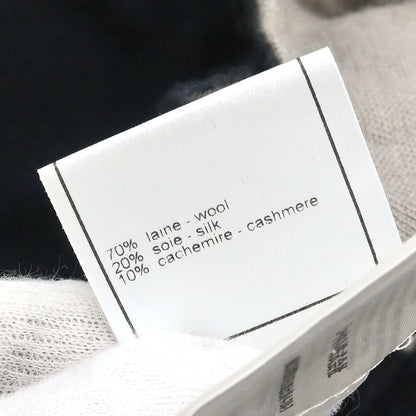 70% laine - wool
20% soie - silk
10% cachemire - cashmere